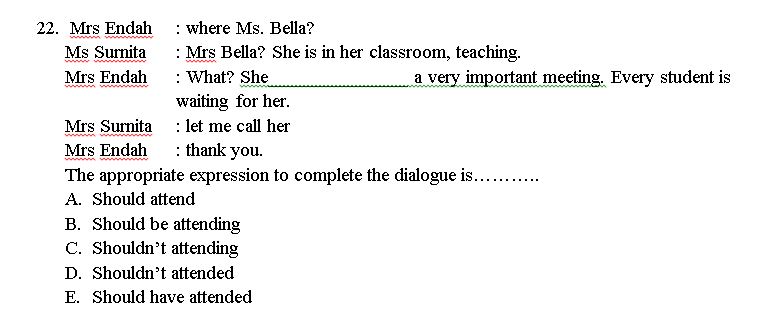 22. Mrs Endah : where Ms. Bella?
Ms Surnita : Mrs Bella? She is in her classroom, teaching.
Mrs Endah : What? She____________________a very important meeting. Every student is
waiting for her.
Mrs Surnita : let me call her
Mrs Endah : thank you.
The appropriate expression to complete the dialogue is………..
A. Should attend
B. Should be attending
C. Shouldn’t attending
D. Shouldn’t attended
E. Should have attended